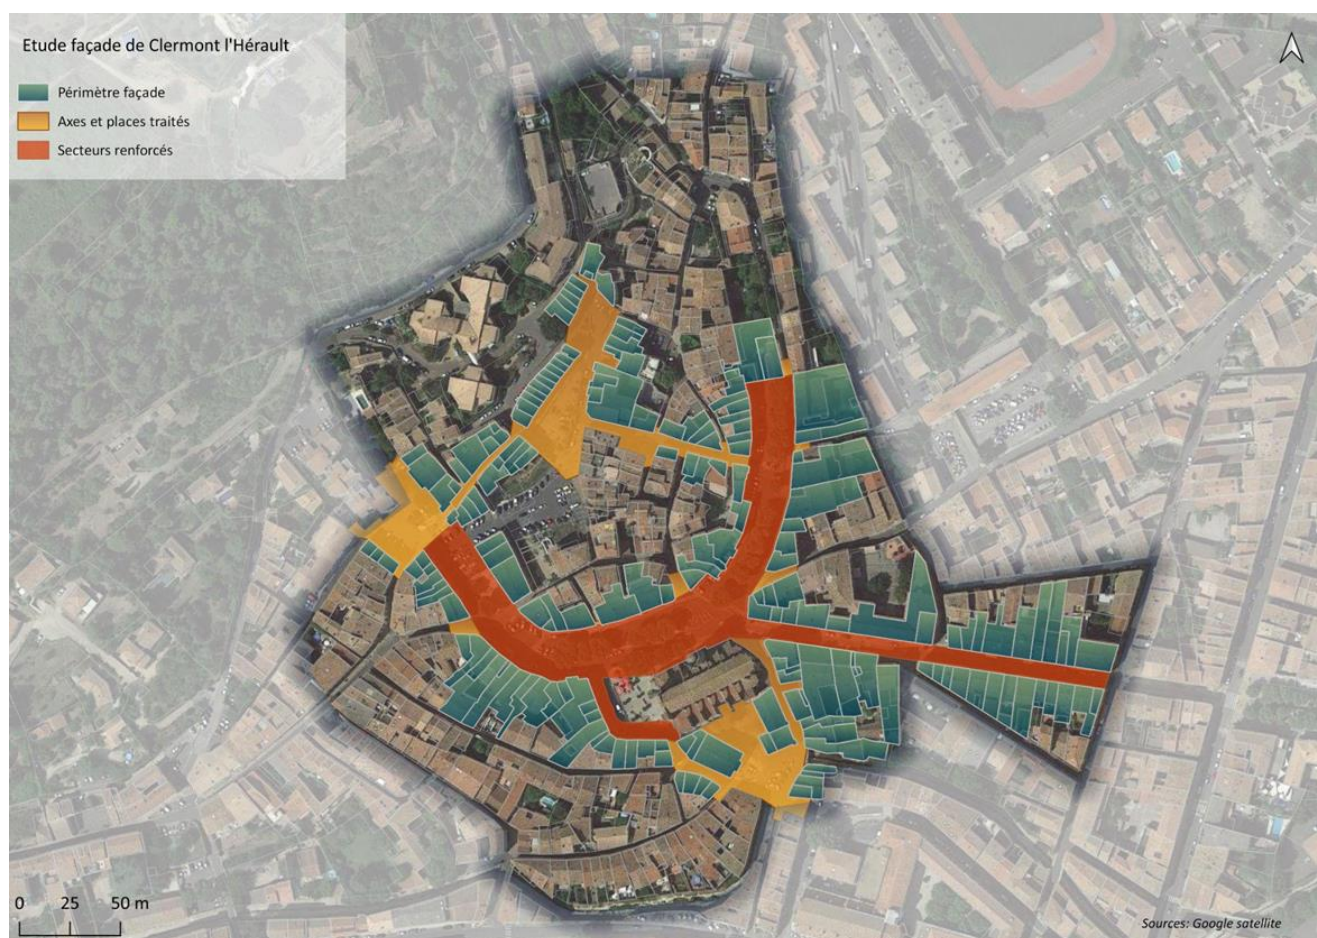 Etude façade de Clermont l'Hérault
Périmètre façade
Axes et places traités
Secteurs renforcés
0 25 50 m
Sources: Google satellite